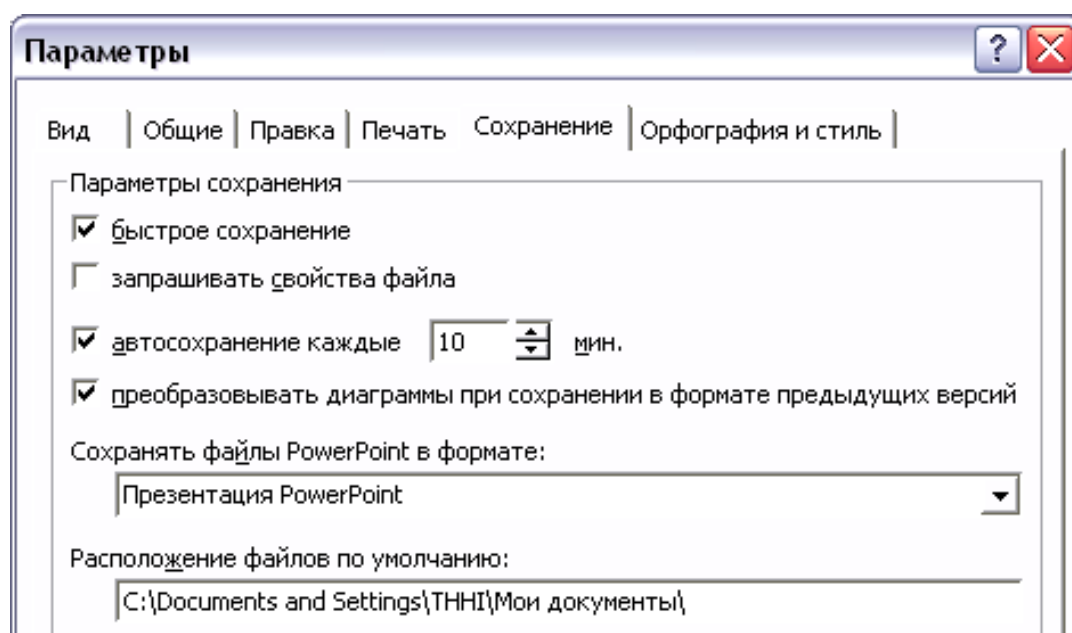 Параметры
Вид Общие Правка Печать Сохранение Орфография и стиль
Параметры сохранения
быстрое сохранение
запрашивать свойства файла
автосохранение каждые 10 мин.
преобразовывать диаграммы при сохранении в формате предыдущих версий
Сохранять файлы PowerPoint в формате:
Презентация PowerPoint
Расположение файлов по умолчанию:
C:\Documents and Settings\THHI\Мои документы\